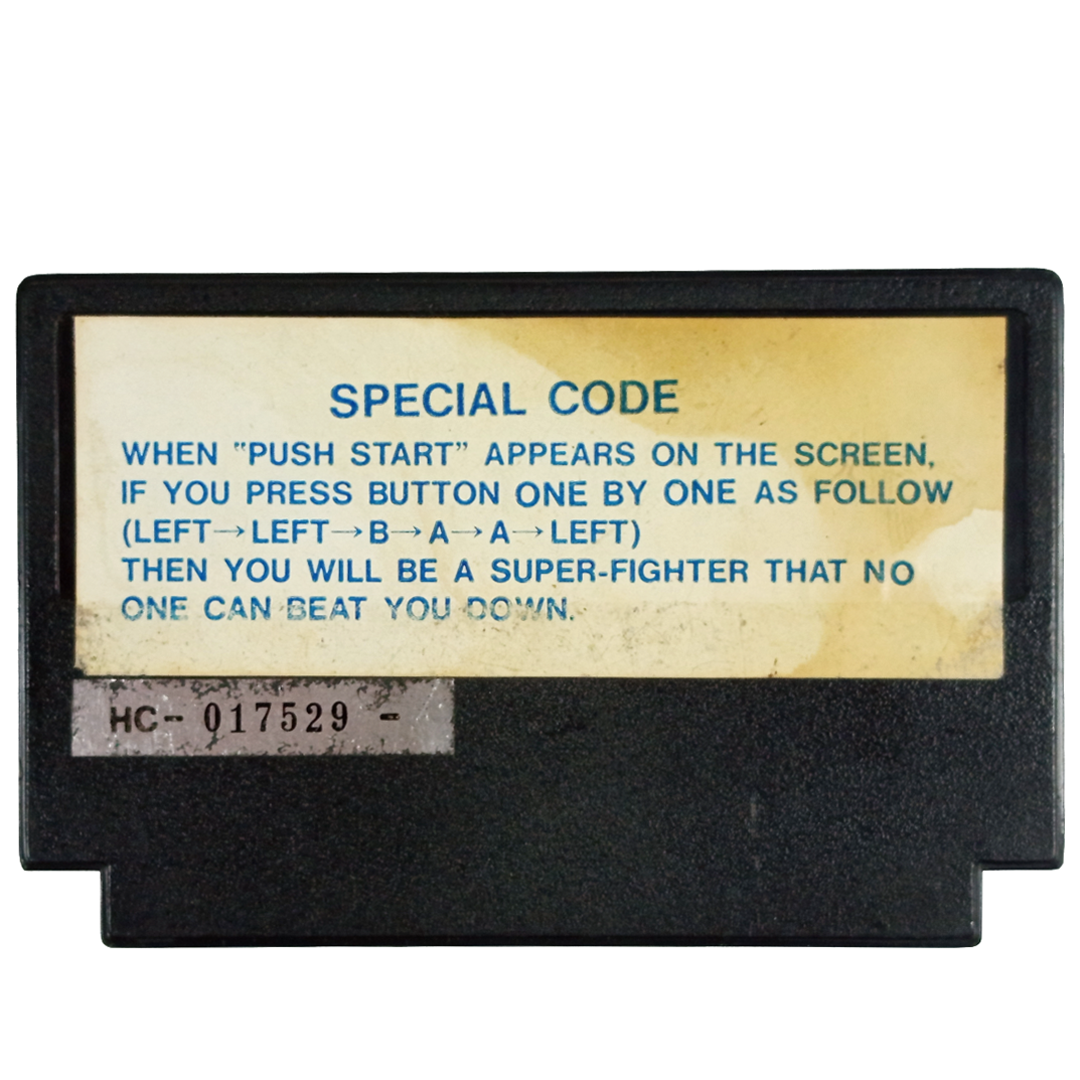 SPECIAL CODE
WHEN “PUSH START” APPEARS ON THE SCREEN,
IF YOU PRESS BUTTON ONE BY ONE AS FOLLOW
(LEFT→LEFT→B→A→A→LEFT)
THEN YOU WILL BE A SUPER-FIGHTER THAT NO
ONE CAN BEAT YOU DOWN.
HC- 017529 -